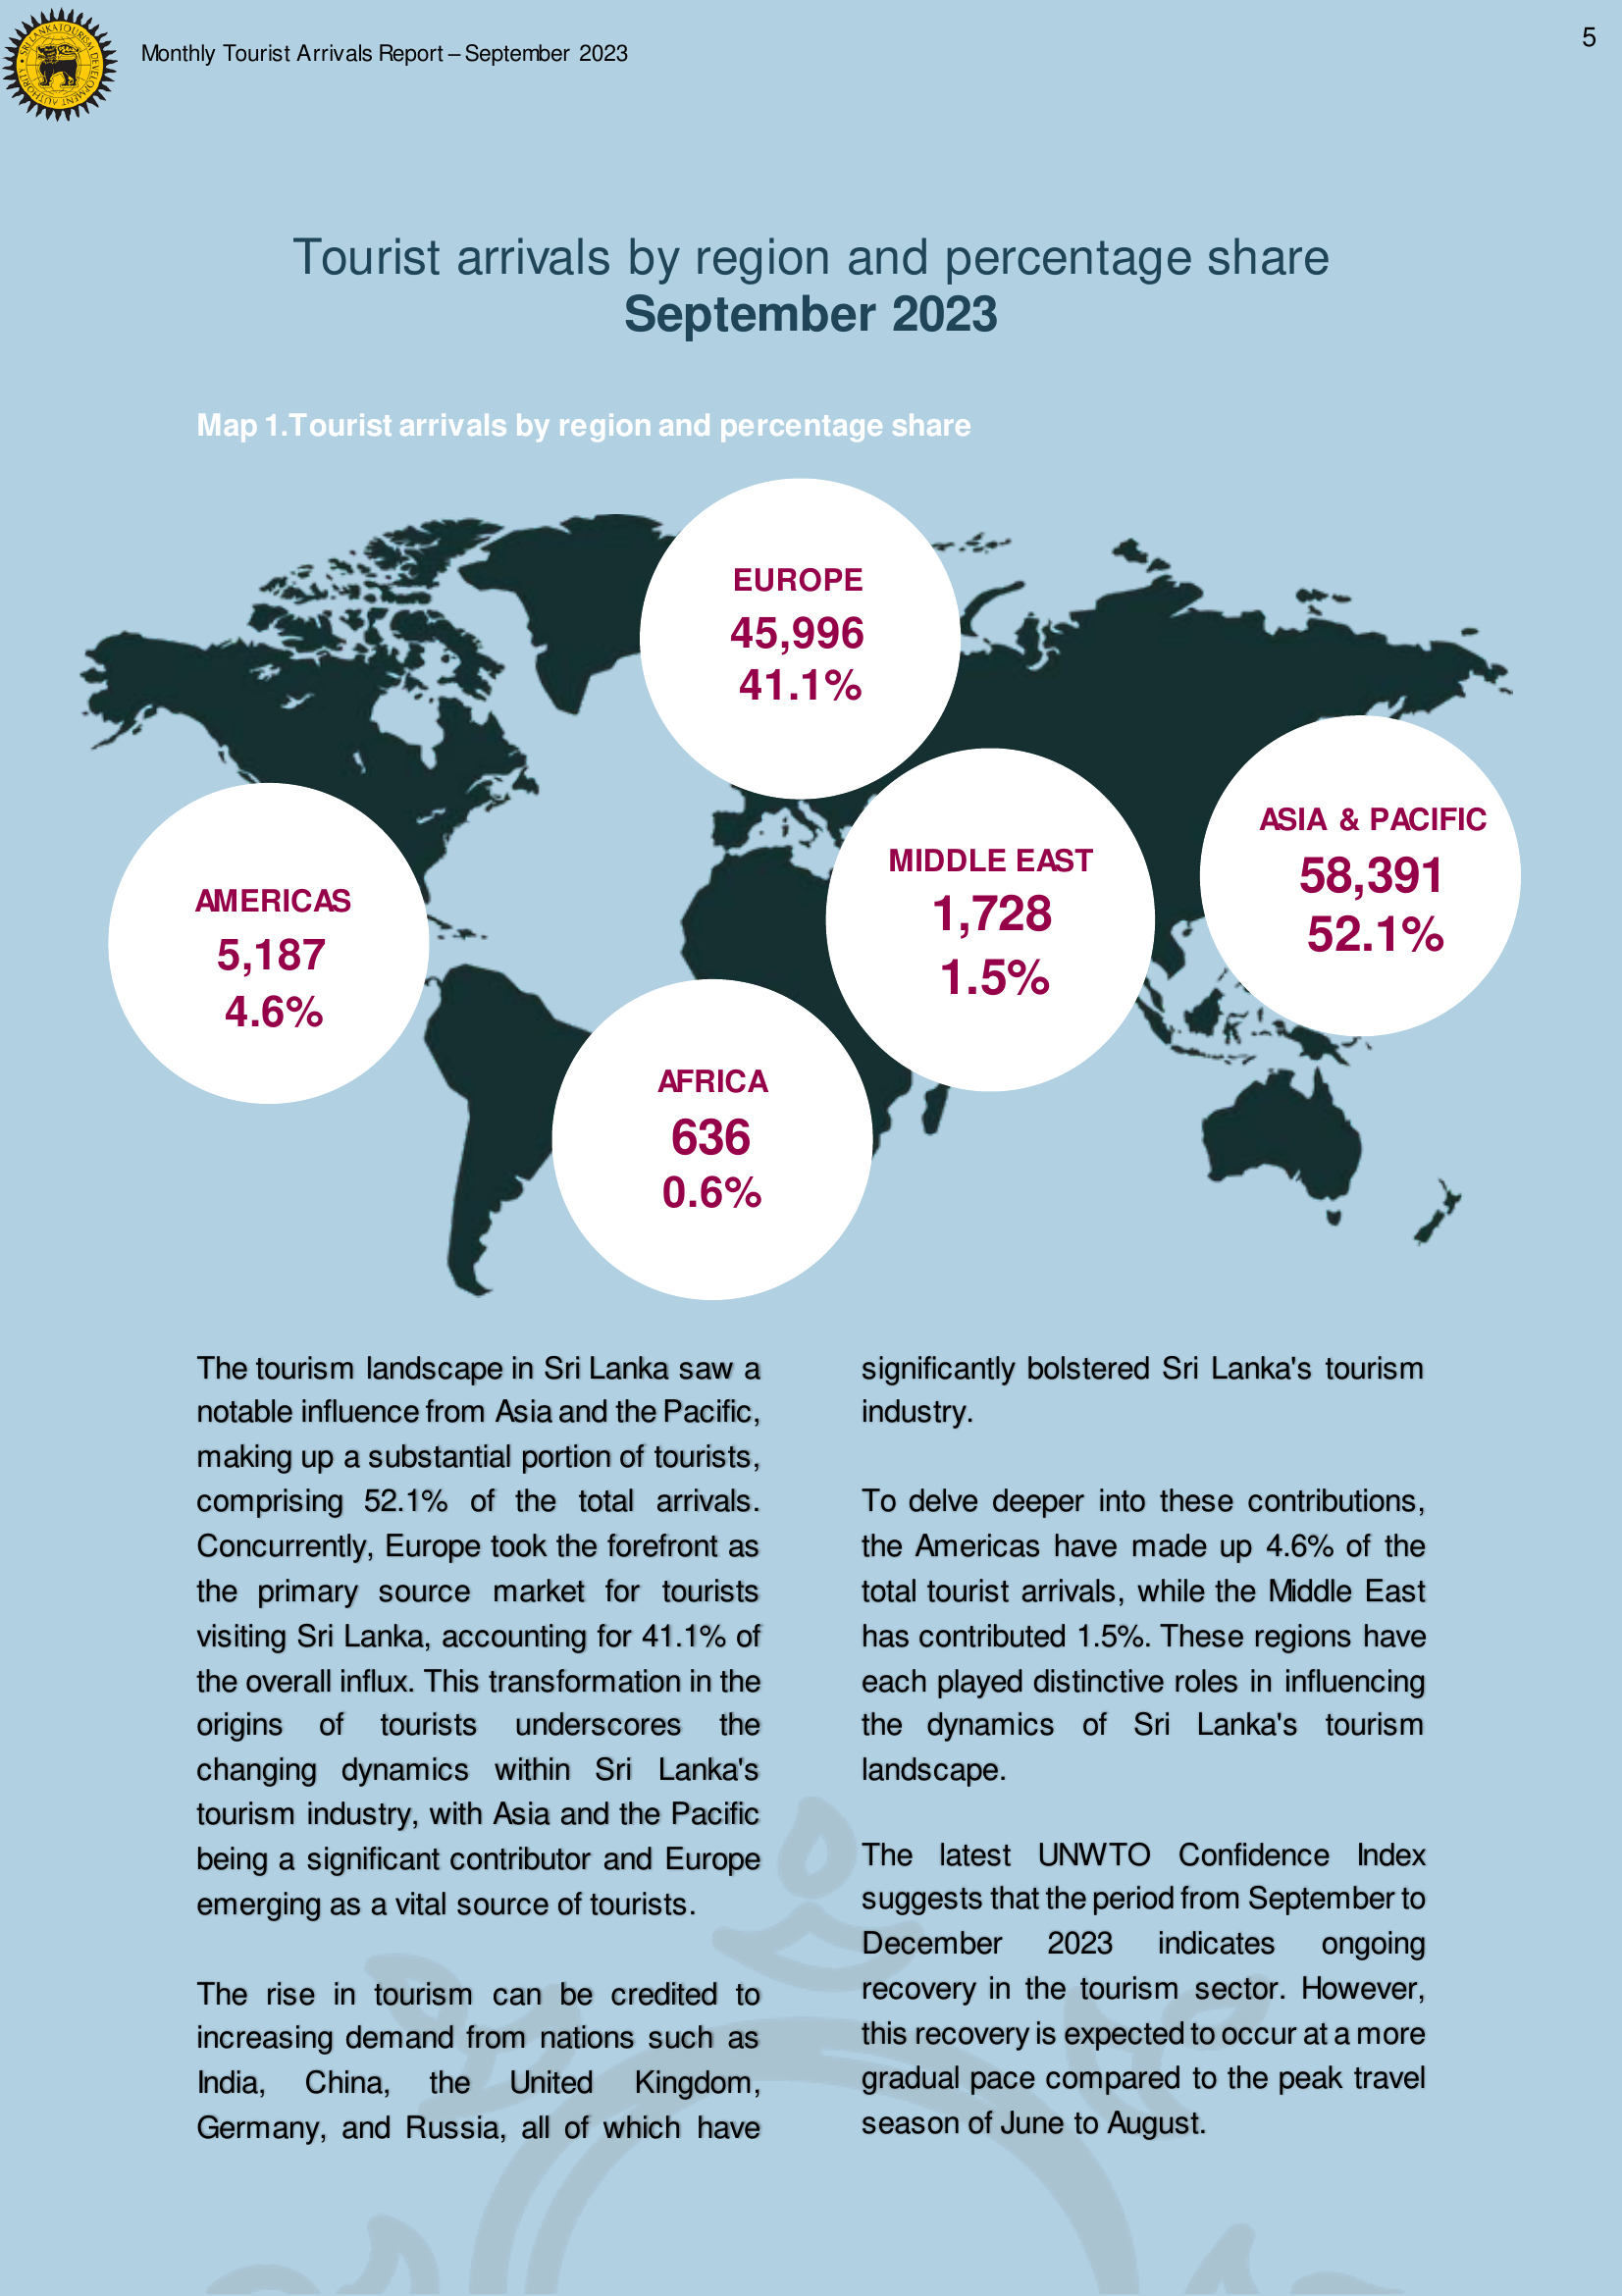 SRI LANKA TOURISM DEVELOPMENT AUTHORITY
Monthly Tourist Arrivals Report – September 2023
5
Tourist arrivals by region and percentage share
September 2023
Map 1.Tourist arrivals by region and percentage share
EUROPE
45,996
41.1%
ASIA & PACIFIC
58,391
52.1%
MIDDLE EAST
1,728
1.5%
AMERICAS
5,187
4.6%
AFRICA
636
0.6%
The tourism landscape in Sri Lanka saw a
notable influence from Asia and the Pacific,
making up a substantial portion of tourists,
comprising 52.1% of the total arrivals.
Concurrently, Europe took the forefront as
the primary source market for tourists
visiting Sri Lanka, accounting for 41.1% of
the overall influx. This transformation in the
origins of tourists underscores the
changing dynamics within Sri Lanka's
tourism industry, with Asia and the Pacific
being a significant contributor and Europe
emerging as a vital source of tourists.
The rise in tourism can be credited to
increasing demand from nations such as
India, China, the United Kingdom,
Germany, and Russia, all of which have
significantly bolstered Sri Lanka's tourism
industry.
To delve deeper into these contributions,
the Americas have made up 4.6% of the
total tourist arrivals, while the Middle East
has contributed 1.5%. These regions have
each played distinctive roles in influencing
the dynamics of Sri Lanka's tourism
landscape.
The latest UNWTO Confidence Index
suggests that the period from September to
December 2023 indicates ongoing
recovery in the tourism sector. However,
this recovery is expected to occur at a more
gradual pace compared to the peak travel
season of June to August.